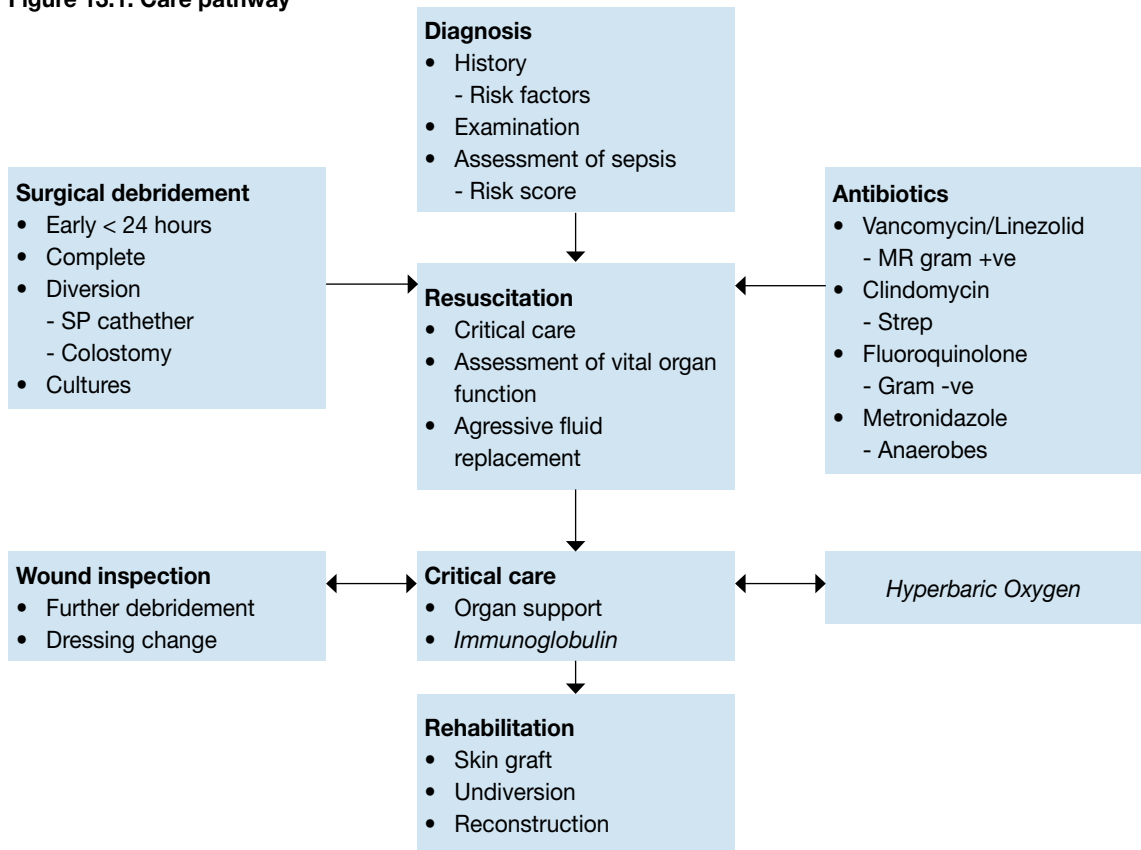 Figure 13.1: Care pathway
Diagnosis
• History
- Risk factors
• Examination
• Assessment of sepsis
- Risk score
Surgical debridement
• Early < 24 hours
• Complete
• Diversion
- SP cathether
- Colostomy
• Cultures
Resuscitation
• Critical care
• Assessment of vital organ
function
• Agressive fluid
replacement
Antibiotics
• Vancomycin/Linezolid
- MR gram +ve
• Clindomycin
- Strep
• Fluoroquinolone
- Gram -ve
• Metronidazole
- Anaerobes
Wound inspection
• Further debridement
• Dressing change
Critical care
• Organ support
• Immunoglobulin
Hyperbaric Oxygen
Rehabilitation
• Skin graft
• Undiversion
• Reconstruction